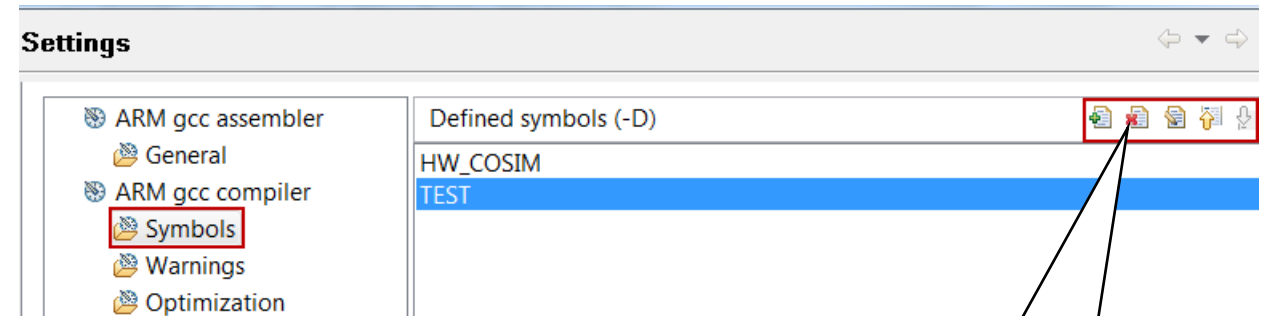 Settings
ARM gcc assembler
General
ARM gcc compiler
Symbols
Warnings
Optimization
Defined symbols (-D)
HW_COSIM
TEST